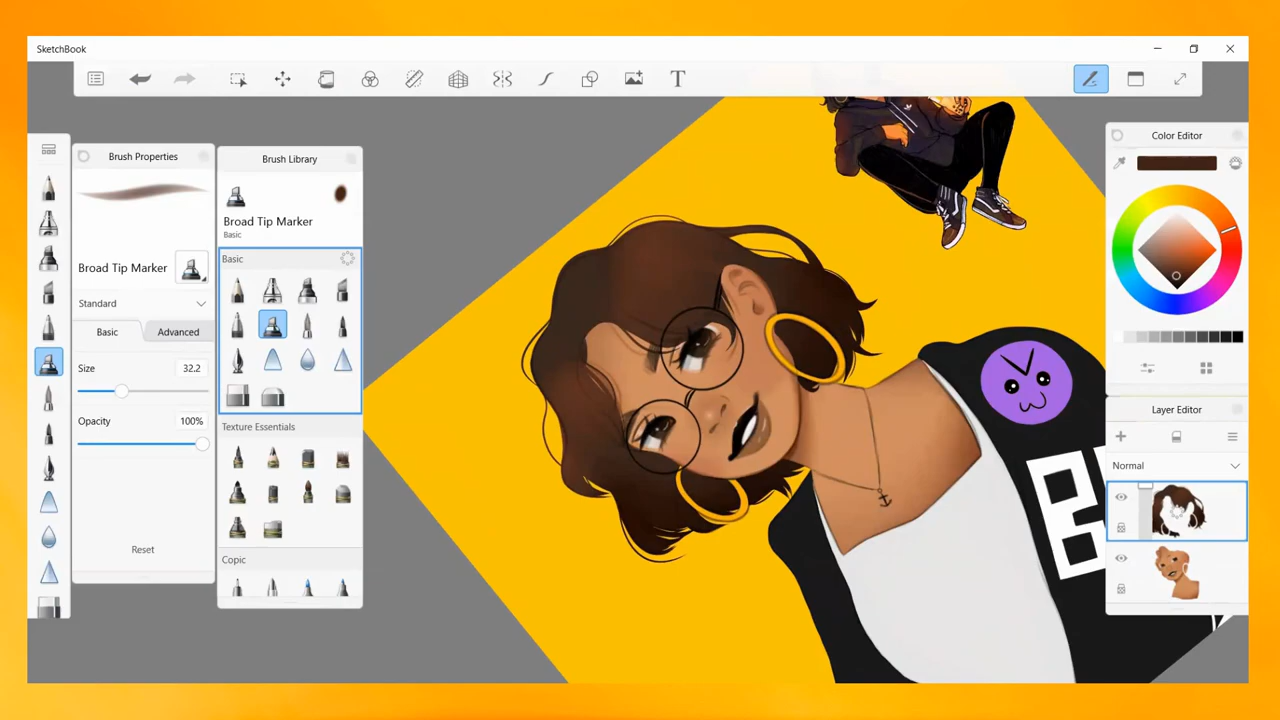 SketchBook
T
Brush Properties
Brush Library
Color Editor
Broad Tip Marker
Basic
Broad Tip Marker
Basic
Standard
Basic
Advanced
Size
32.2
Opacity
100%
Texture Essentials
Layer Editor
Normal
Reset
Copic